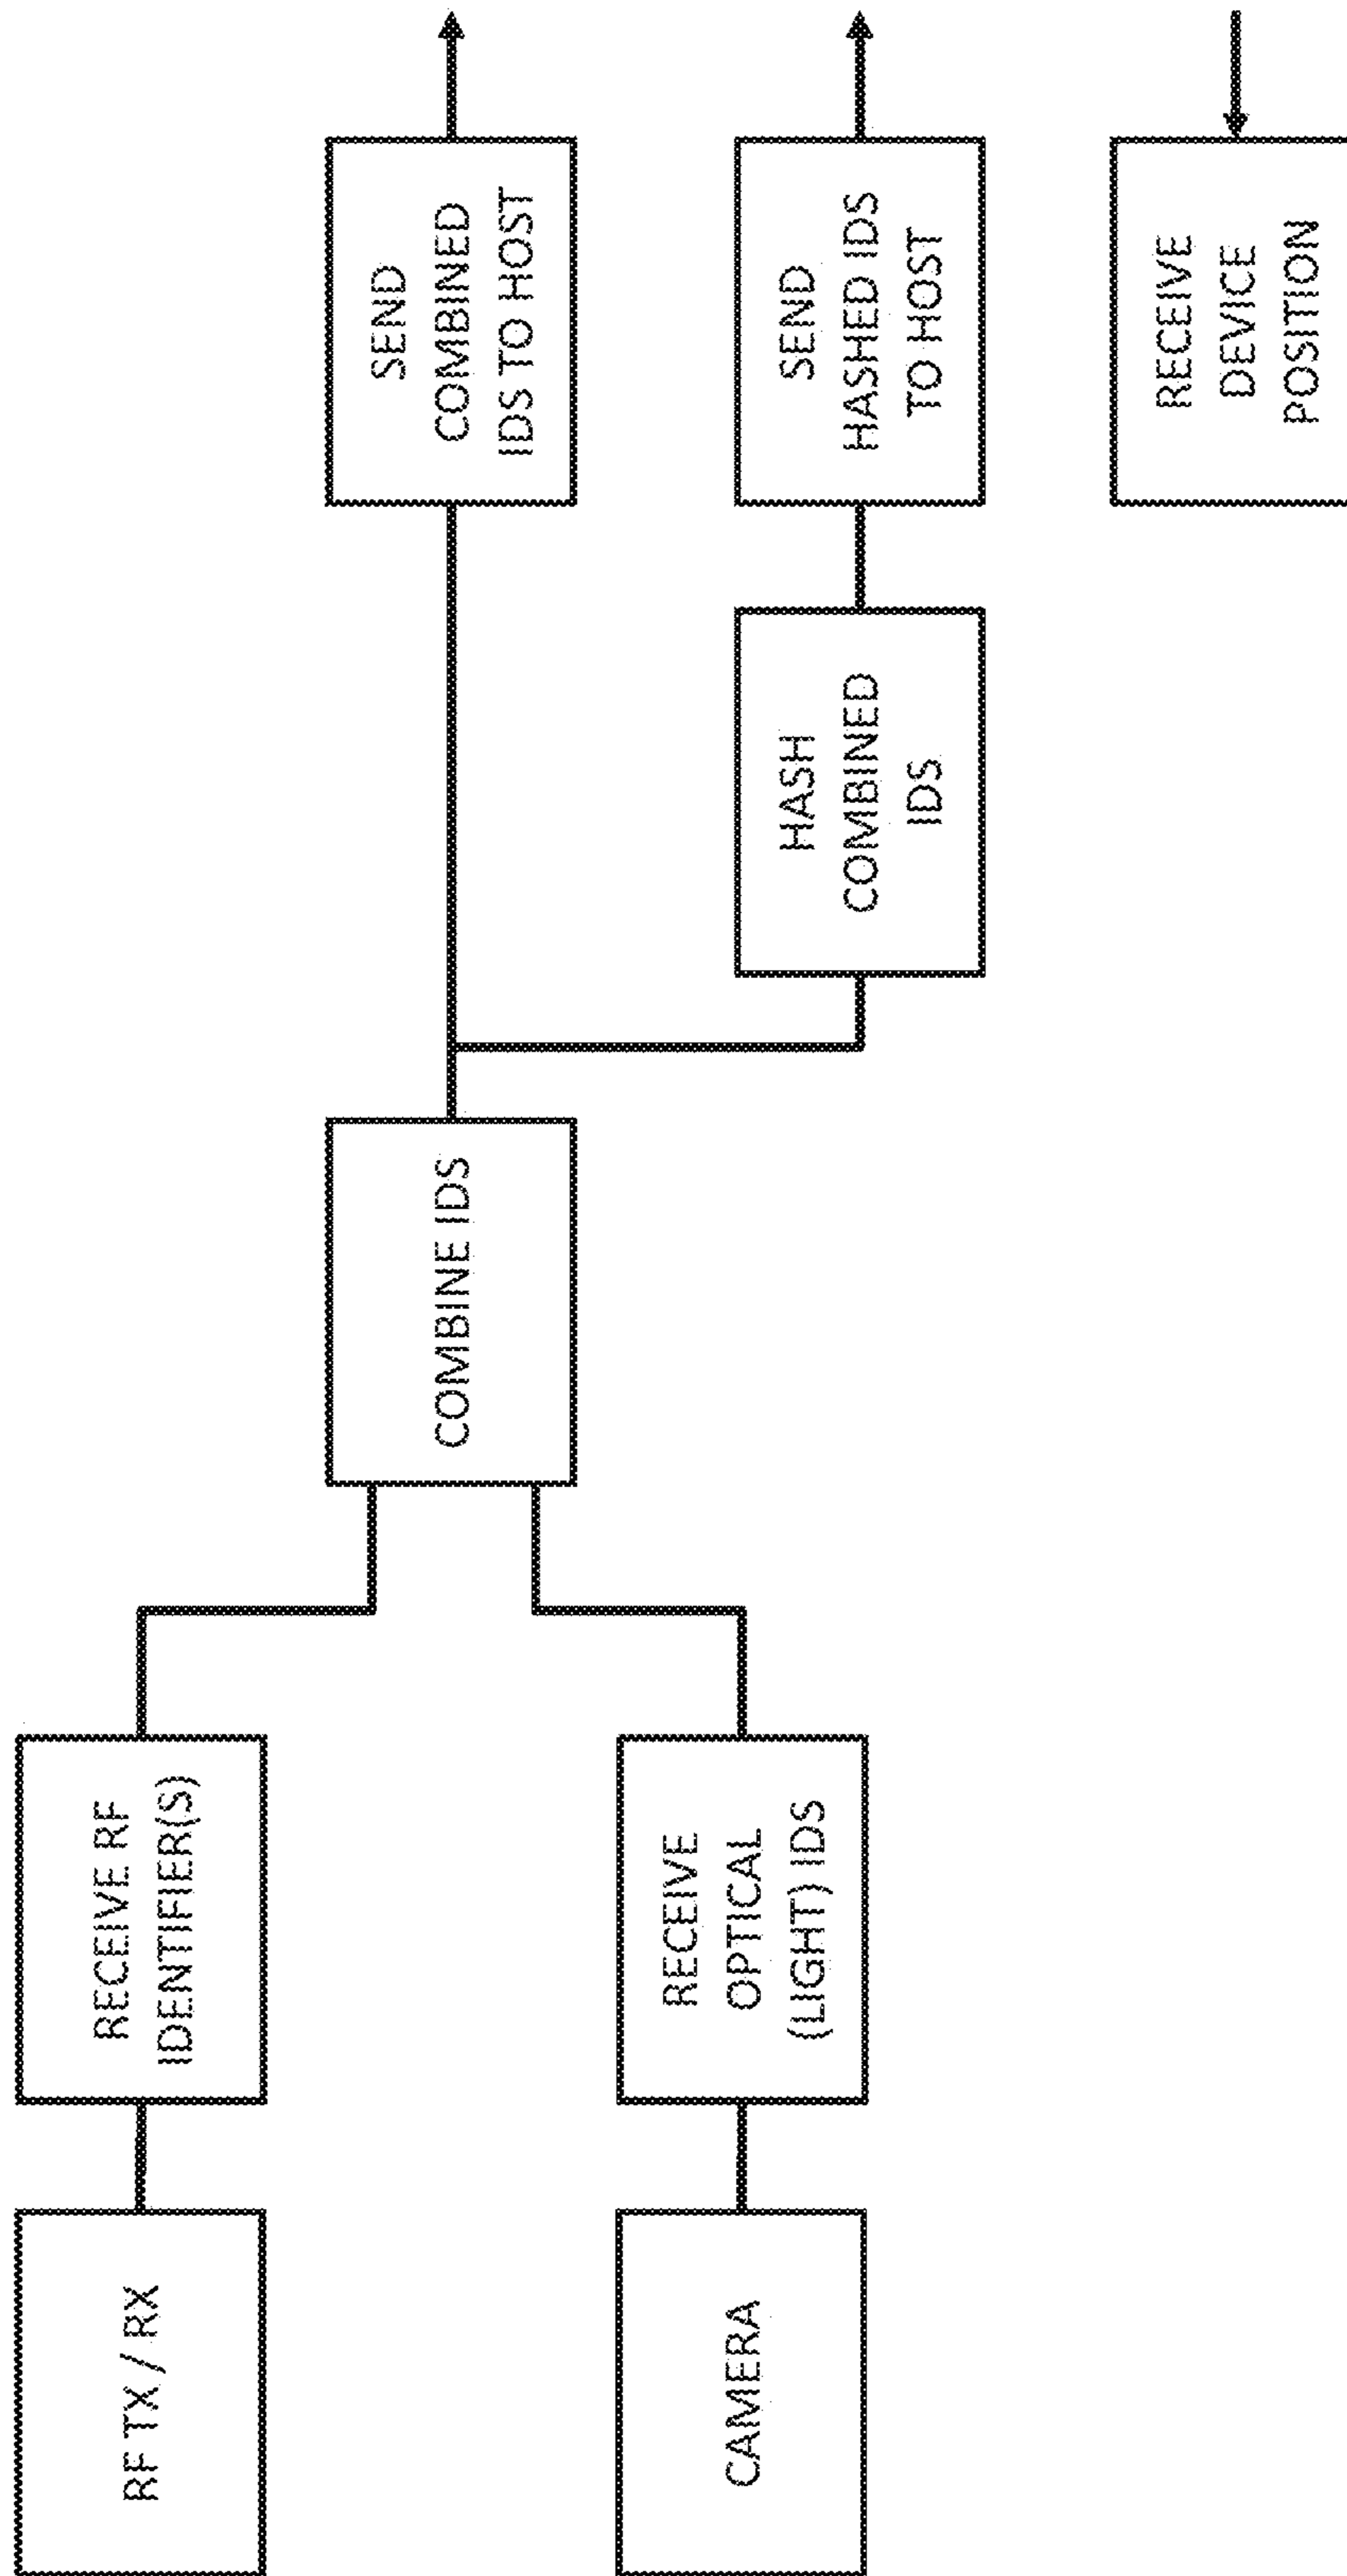 RF TX / RX
RECEIVE RF
IDENTIFIER(S)
CAMERA
RECEIVE
OPTICAL
(LIGHT) IDS
COMBINE IDS
SEND
COMBINED
IDS TO HOST
HASH
COMBINED
IDS
SEND
HASHED IDS
TO HOST
RECEIVE
DEVICE
POSITION